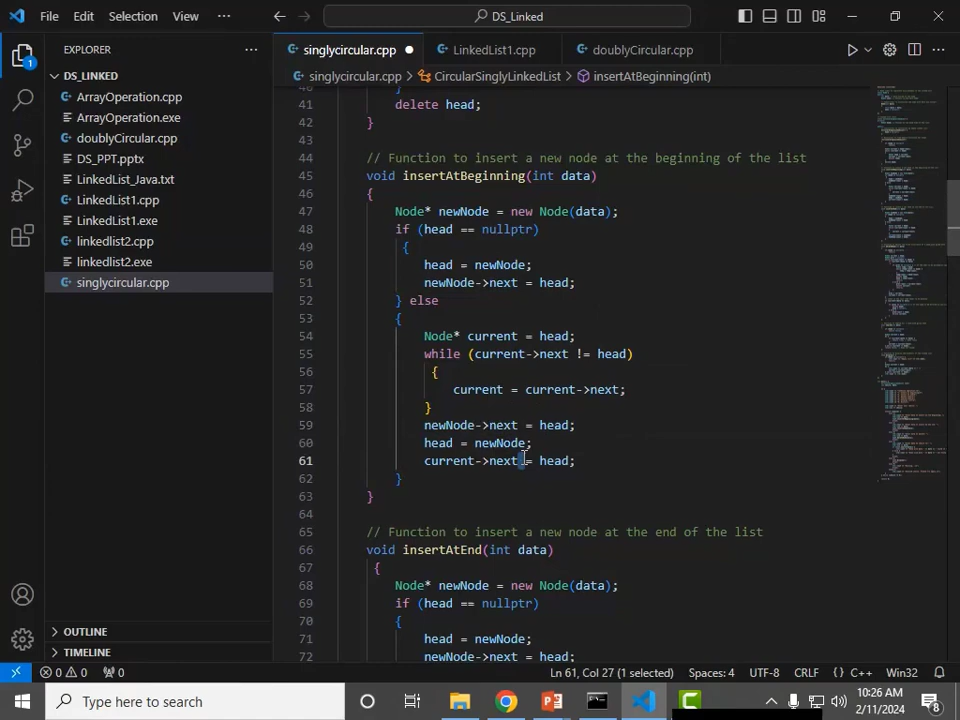 File Edit Selection View ··· DS_Linked
EXPLORER ···
DS_LINKED
ArrayOperation.cpp
ArrayOperation.exe
doublyCircular.cpp
DS_PPT.pptx
LinkedList_Java.txt
LinkedList1.cpp
LinkedList1.exe
linkedlist2.cpp
linkedlist2.exe
singlycircular.cpp
OUTLINE
TIMELINE
1
singlycircular.cpp LinkedList1.cpp doublyCircular.cpp
singlycircular.cpp > CircularSinglyLinkedList > insertAtBeginning(int)
40 }
41 delete head;
42 }
43
44 // Function to insert a new node at the beginning of the list
45 void insertAtBeginning(int data)
46 {
47 Node* newNode = new Node(data);
48 if (head == nullptr)
49 {
50 head = newNode;
51 newNode->next = head;
52 } else
53 {
54 Node* current = head;
55 while (current->next != head)
56 {
57 current = current->next;
58 }
59 newNode->next = head;
60 head = newNode;
61 current->next = head;
62 }
63 }
64
65 // Function to insert a new node at the end of the list
66 void insertAtEnd(int data)
67 {
68 Node* newNode = new Node(data);
69 if (head == nullptr)
70 {
71 head = newNode;
72 newNode->next = head;
0 0 0 Ln 61, Col 27 (1 selected) Spaces: 4 UTF-8 CRLF { } C++ Win32
Type here to search
10:26 AM
2/11/2024
8